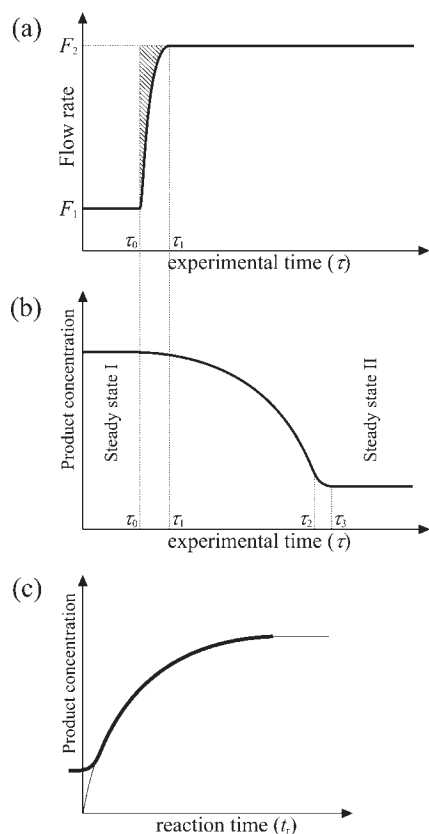 (a)
F₂
Flow rate
F₁
τ₀ τ₁
experimental time (τ)
(b)
Product concentration
Steady state I
Steady state II
τ₀ τ₁ τ₂ τ₃
experimental time (τ)
(c)
Product concentration
reaction time (tᵣ)